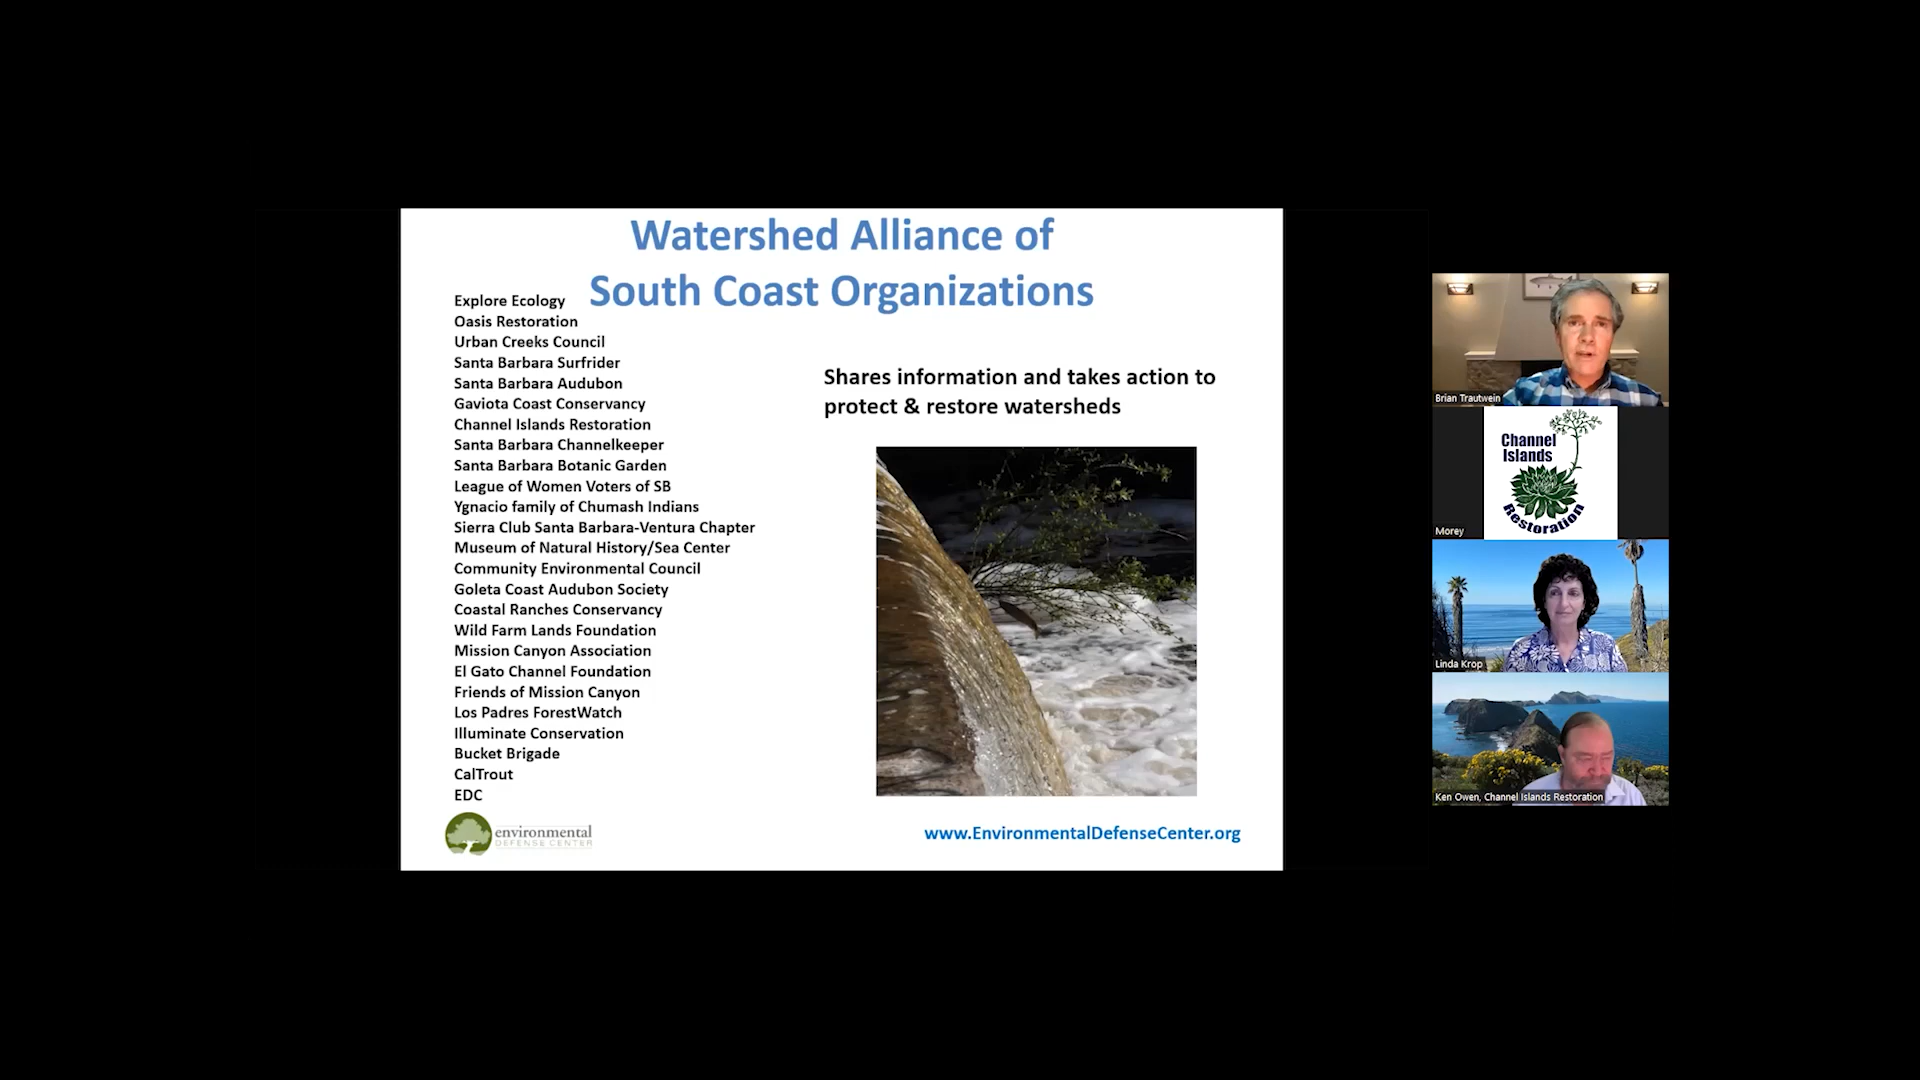 Watershed Alliance of
South Coast Organizations
Explore Ecology
Oasis Restoration
Urban Creeks Council
Santa Barbara Surfrider
Santa Barbara Audubon
Gaviota Coast Conservancy
Channel Islands Restoration
Santa Barbara Channelkeeper
Santa Barbara Botanic Garden
League of Women Voters of SB
Ygnacio family of Chumash Indians
Sierra Club Santa Barbara-Ventura Chapter
Museum of Natural History/Sea Center
Community Environmental Council
Goleta Coast Audubon Society
Coastal Ranches Conservancy
Wild Farm Lands Foundation
Mission Canyon Association
El Gato Channel Foundation
Friends of Mission Canyon
Los Padres ForestWatch
Illuminate Conservation
Bucket Brigade
CalTrout
EDC
Shares information and takes action to
protect & restore watersheds
environmental
DEFENSE CENTER
www.EnvironmentalDefenseCenter.org
Brian Trautwein
Channel
Islands
Restoration
Morey
Linda Krop
Ken Owen, Channel Islands Restoration